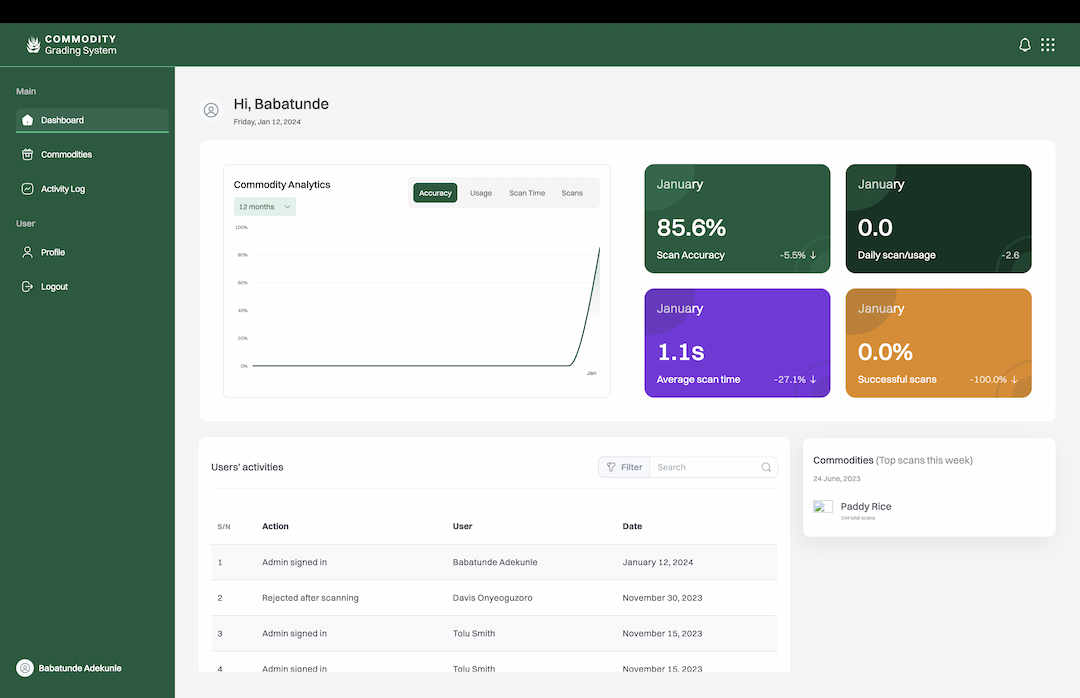 COMMODITY
Grading System
Main
Dashboard
Commodities
Activity Log
User
Profile
Logout
Babatunde Adekunle
Hi, Babatunde
Friday, Jan 12, 2024
Commodity Analytics
12 months
Accuracy Usage Scan Time Scans
100%
80%
60%
40%
20%
0%
Jan
January
85.6%
Scan Accuracy -5.5% ↓
January
0.0
Daily scan/usage -2.6
January
1.1s
Average scan time -27.1% ↓
January
0.0%
Successful scans -100.0% ↓
Users' activities
Filter Search
S/N Action User Date
1 Admin signed in Babatunde Adekunle January 12, 2024
2 Rejected after scanning Davis Onyeoguzoro November 30, 2023
3 Admin signed in Tolu Smith November 15, 2023
4 Admin signed in Tolu Smith November 15, 2023
Commodities (Top scans this week)
24 June, 2023
Paddy Rice
104 total scans